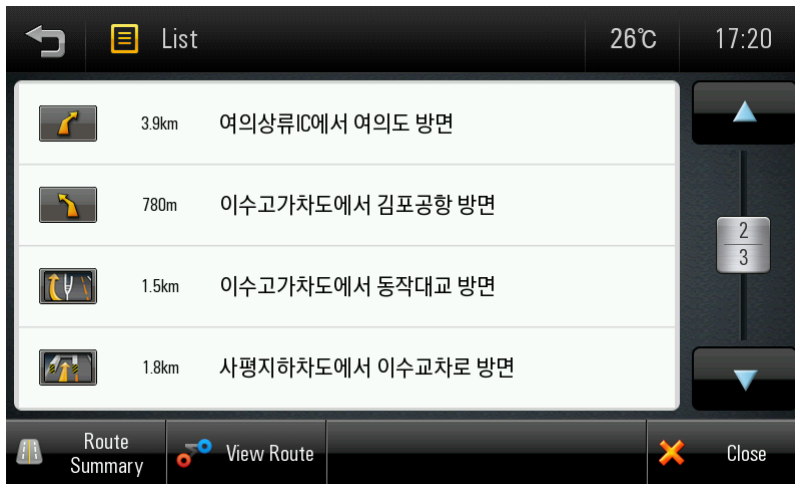 List
26℃
17:20
3.9km 여의상류IC에서 여의도 방면
780m 이수고가차도에서 김포공항 방면
2
3
1.5km 이수고가차도에서 동작대교 방면
1.8km 사평지하차도에서 이수교차로 방면
Route
Summary
View Route
Close